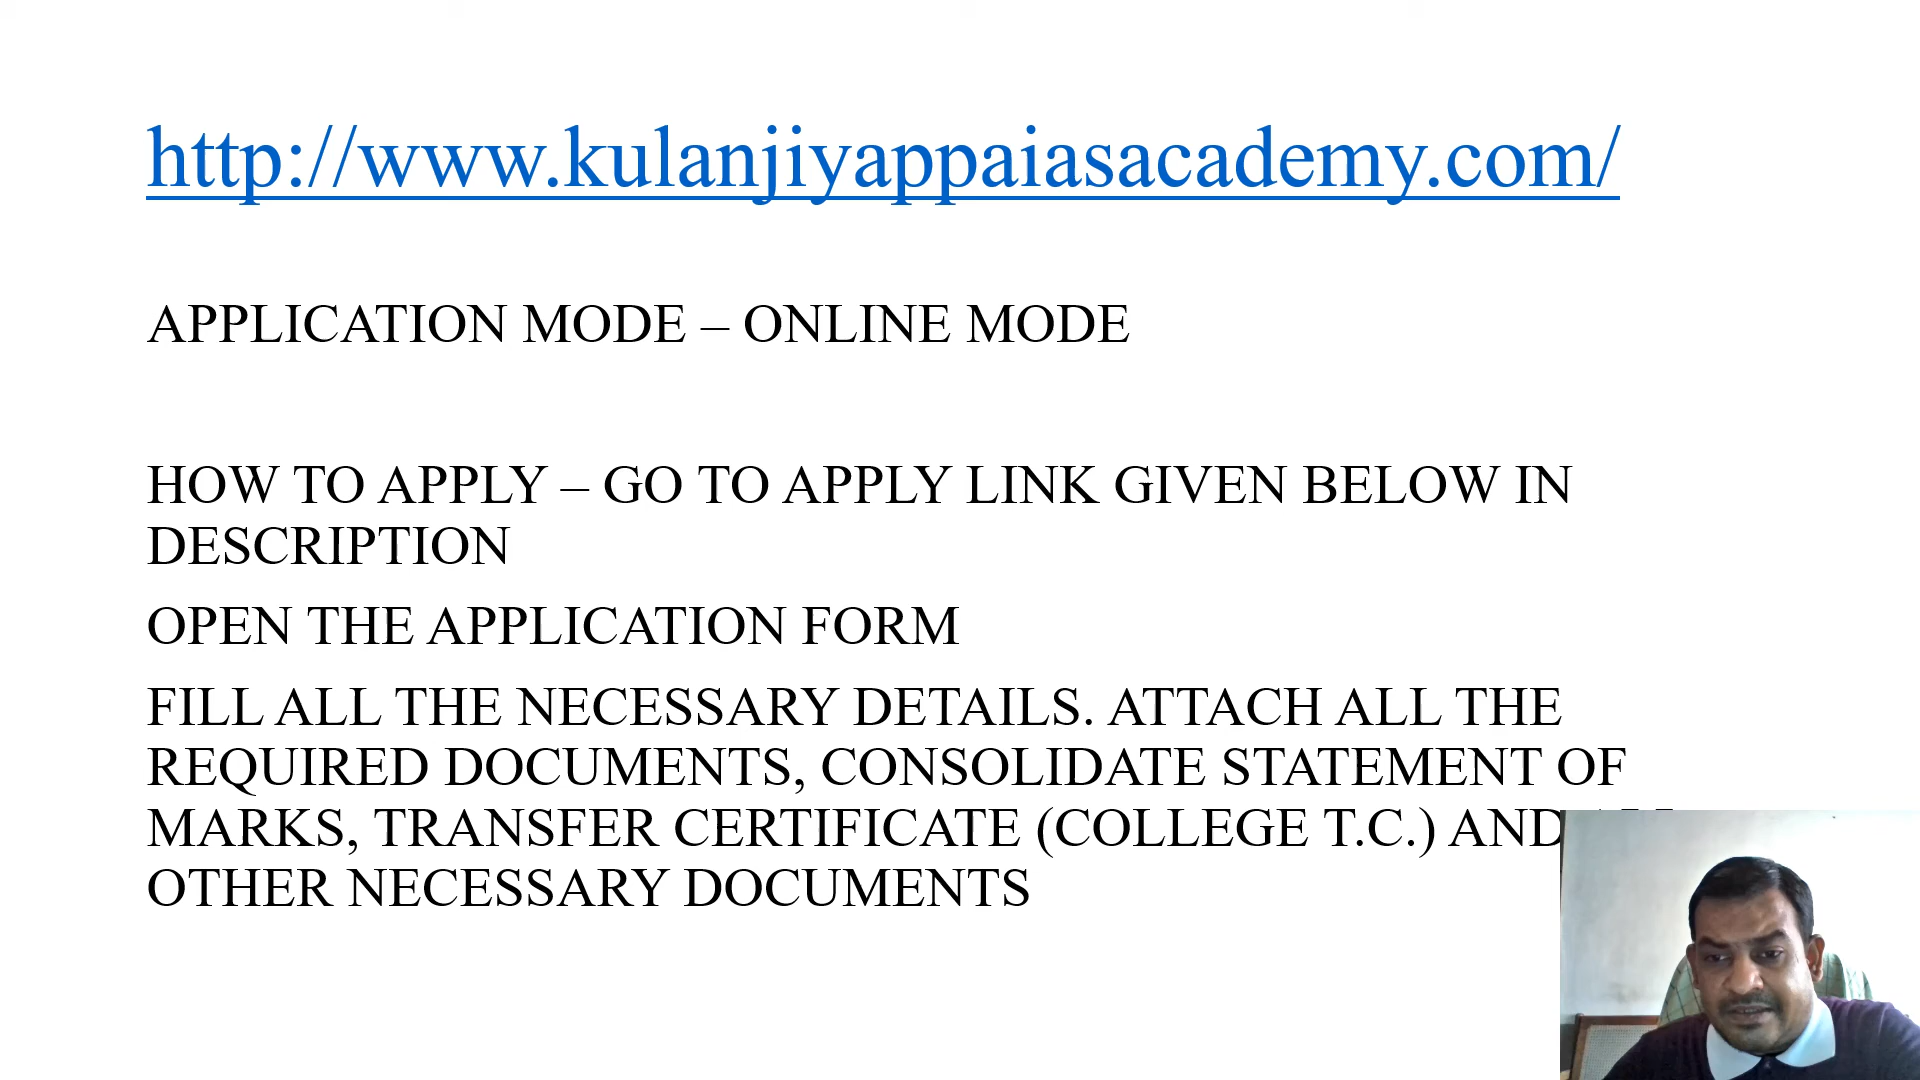 http://www.kulanjiyappaiasacademy.com/
APPLICATION MODE – ONLINE MODE
HOW TO APPLY – GO TO APPLY LINK GIVEN BELOW IN
DESCRIPTION
OPEN THE APPLICATION FORM
FILL ALL THE NECESSARY DETAILS. ATTACH ALL THE
REQUIRED DOCUMENTS, CONSOLIDATE STATEMENT OF
MARKS, TRANSFER CERTIFICATE (COLLEGE T.C.) AND
OTHER NECESSARY DOCUMENTS